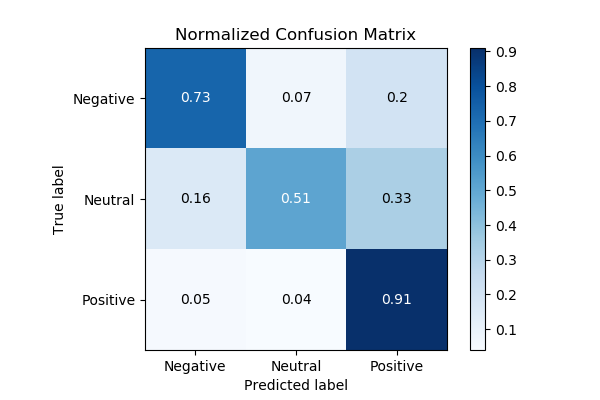 Normalized Confusion Matrix
True label
Negative 0.73 0.07 0.2
Neutral 0.16 0.51 0.33
Positive 0.05 0.04 0.91
Negative Neutral Positive
Predicted label
0.9
0.8
0.7
0.6
0.5
0.4
0.3
0.2
0.1